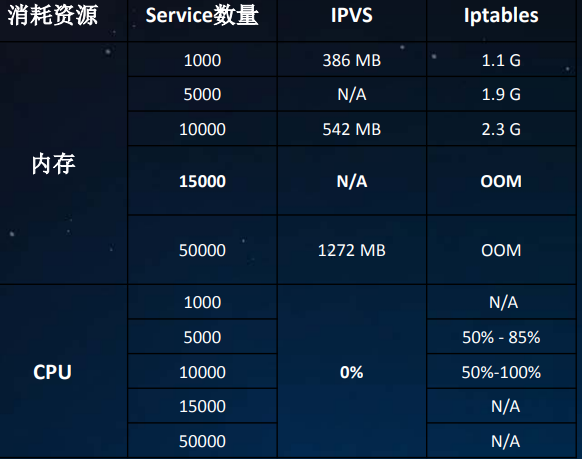 消耗资源 Service数量 IPVS Iptables
1000 386 MB 1.1 G
5000 N/A 1.9 G
10000 542 MB 2.3 G
内存 15000 N/A OOM
50000 1272 MB OOM
1000 N/A
5000 50% - 85%
CPU 10000 0% 50%-100%
15000 N/A
50000 N/A